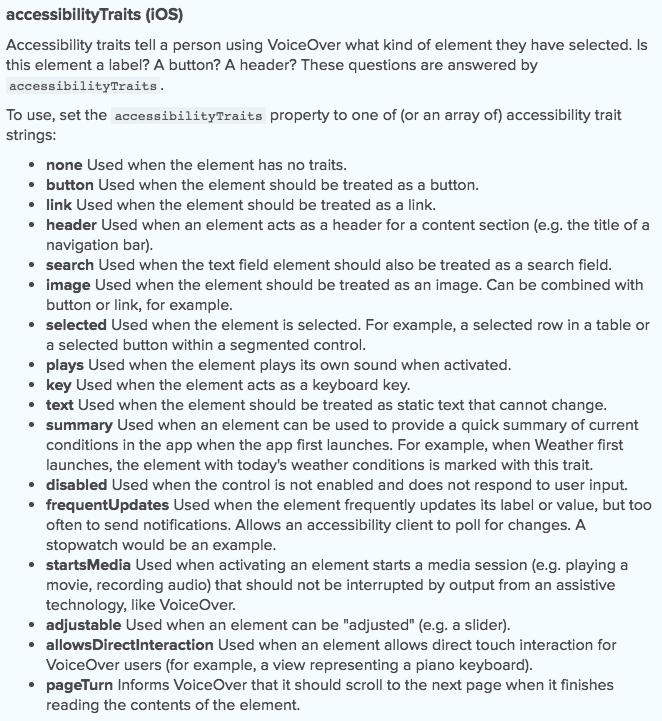 accessibilityTraits (iOS)
Accessibility traits tell a person using VoiceOver what kind of element they have selected. Is
this element a label? A button? A header? These questions are answered by
accessibilityTraits.
To use, set the accessibilityTraits property to one of (or an array of) accessibility trait
strings:
• none Used when the element has no traits.
• button Used when the element should be treated as a button.
• link Used when the element should be treated as a link.
• header Used when an element acts as a header for a content section (e.g. the title of a
navigation bar).
• search Used when the text field element should also be treated as a search field.
• image Used when the element should be treated as an image. Can be combined with
button or link, for example.
• selected Used when the element is selected. For example, a selected row in a table or
a selected button within a segmented control.
• plays Used when the element plays its own sound when activated.
• key Used when the element acts as a keyboard key.
• text Used when the element should be treated as static text that cannot change.
• summary Used when an element can be used to provide a quick summary of current
conditions in the app when the app first launches. For example, when Weather first
launches, the element with today's weather conditions is marked with this trait.
• disabled Used when the control is not enabled and does not respond to user input.
• frequentUpdates Used when the element frequently updates its label or value, but too
often to send notifications. Allows an accessibility client to poll for changes. A
stopwatch would be an example.
• startsMedia Used when activating an element starts a media session (e.g. playing a
movie, recording audio) that should not be interrupted by output from an assistive
technology, like VoiceOver.
• adjustable Used when an element can be "adjusted" (e.g. a slider).
• allowsDirectInteraction Used when an element allows direct touch interaction for
VoiceOver users (for example, a view representing a piano keyboard).
• pageTurn Informs VoiceOver that it should scroll to the next page when it finishes
reading the contents of the element.